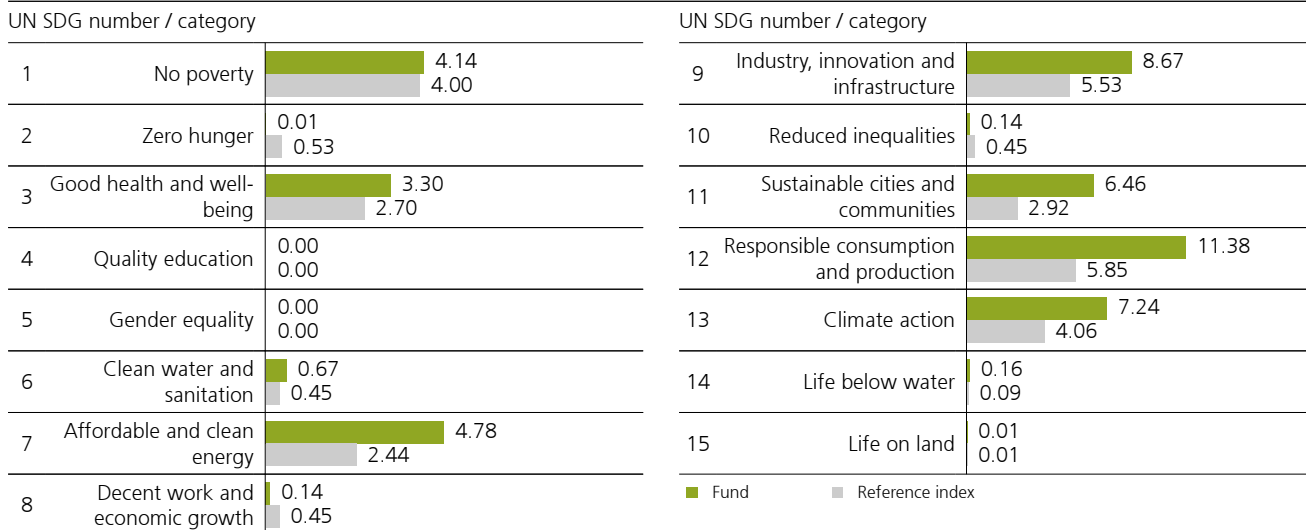 UN SDG number / category
1
No poverty
4.14
4.00
2
Zero hunger
0.01
0.53
3
Good health and well-
being
3.30
2.70
4
Quality education
0.00
0.00
5
Gender equality
0.00
0.00
6
Clean water and
sanitation
0.67
0.45
7
Affordable and clean
energy
4.78
2.44
8
Decent work and
economic growth
0.14
0.45
UN SDG number / category
9
Industry, innovation and
infrastructure
8.67
5.53
10
Reduced inequalities
0.14
0.45
11
Sustainable cities and
communities
6.46
2.92
12
Responsible consumption
and production
11.38
5.85
13
Climate action
7.24
4.06
14
Life below water
0.16
0.09
15
Life on land
0.01
0.01
Fund
Reference index